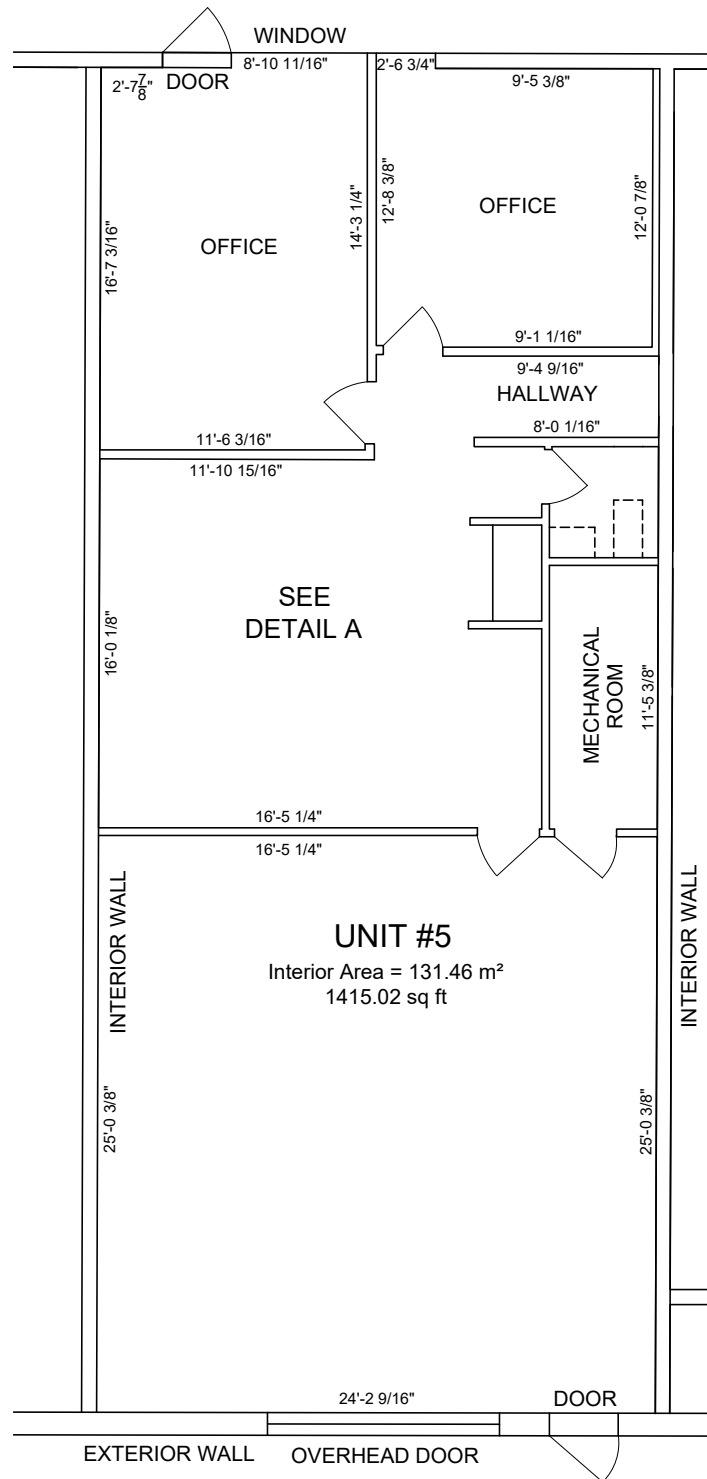 WINDOW
8'-10 11/16"
2'-6 3/4"
2'-7 7/8"
DOOR
9'-5 3/8"
16'-7 3/16"
OFFICE
14'-3 1/4"
12'-8 3/8"
OFFICE
12'-0 7/8"
9'-1 1/16"
9'-4 9/16"
HALLWAY
8'-0 1/16"
11'-6 3/16"
11'-10 15/16"
16'-0 1/8"
SEE
DETAIL A
MECHANICAL
ROOM
11'-5 3/8"
16'-5 1/4"
16'-5 1/4"
INTERIOR WALL
UNIT #5
Interior Area = 131.46 m²
1415.02 sq ft
INTERIOR WALL
25'-0 3/8"
25'-0 3/8"
24'-2 9/16"
DOOR
EXTERIOR WALL
OVERHEAD DOOR